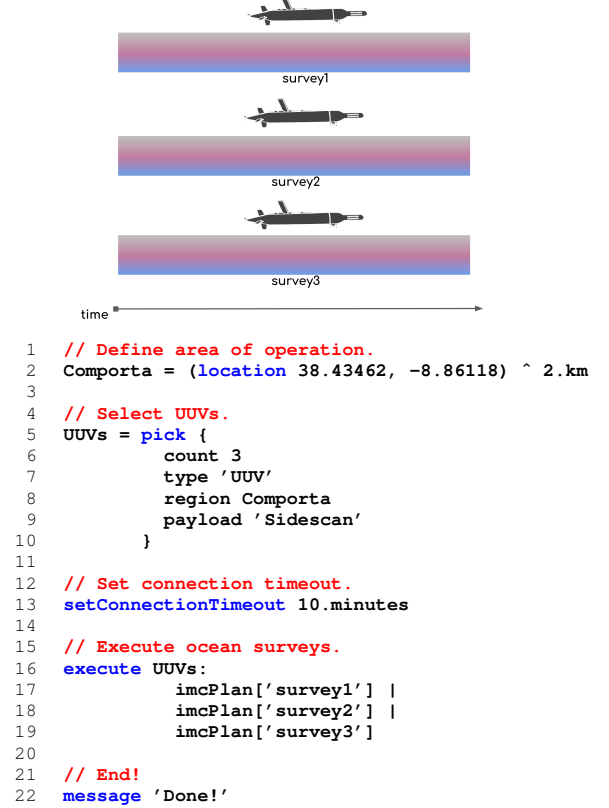 survey1
survey2
survey3
time
1 // Define area of operation.
2 Comporta = (location 38.43462, -8.86118) ^ 2.km
3
4 // Select UUVs.
5 UUVs = pick {
6 count 3
7 type ’UUV’
8 region Comporta
9 payload ’Sidescan’
10 }
11
12 // Set connection timeout.
13 setConnectionTimeout 10.minutes
14
15 // Execute ocean surveys.
16 execute UUVs:
17 imcPlan[’survey1’] |
18 imcPlan[’survey2’] |
19 imcPlan[’survey3’]
20
21 // End!
22 message ’Done!’